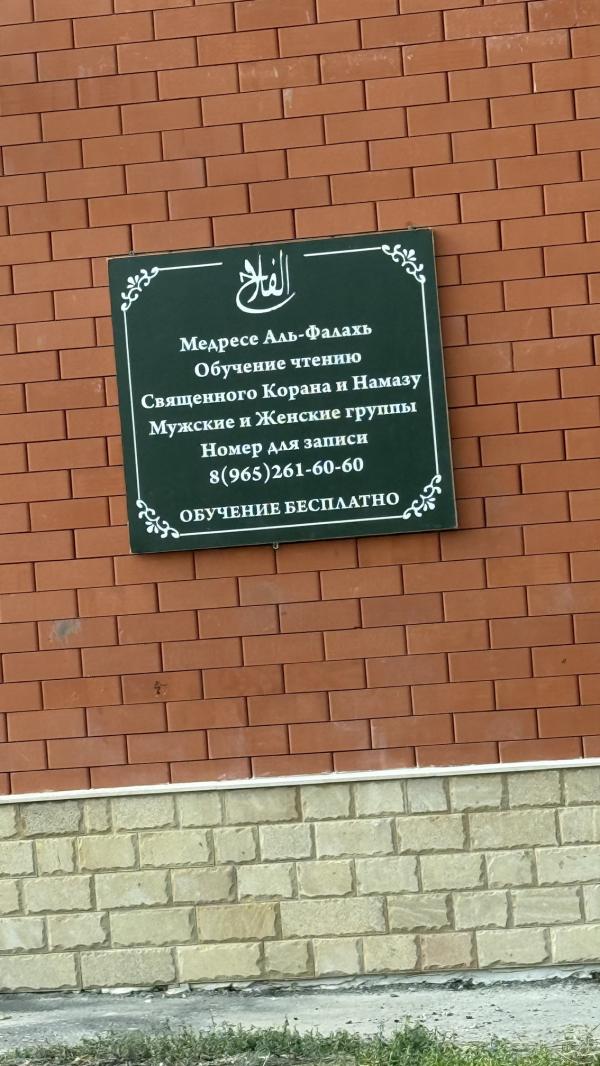 الفلاح
Медресе Аль-Фалахь
Обучение чтению
Священного Корана и Намазу
Мужские и Женские группы
Номер для записи
8(965)261-60-60
ОБУЧЕНИЕ БЕСПЛАТНО